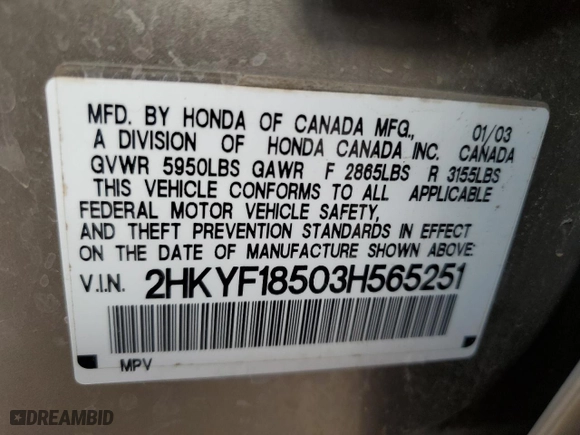 MFD. BY HONDA OF CANADA MFG., 01/03
A DIVISION OF HONDA CANADA INC. CANADA
GVWR 5950LBS GAWR F 2865LBS R 3155LBS
THIS VEHICLE CONFORMS TO ALL APPLICABLE
FEDERAL MOTOR VEHICLE SAFETY,
AND THEFT PREVENTION STANDARDS IN EFFECT
ON THE DATE OF MANUFACTURE SHOWN ABOVE.
V.I.N. 2HKYF18503H565251
MPV
DREAMBID